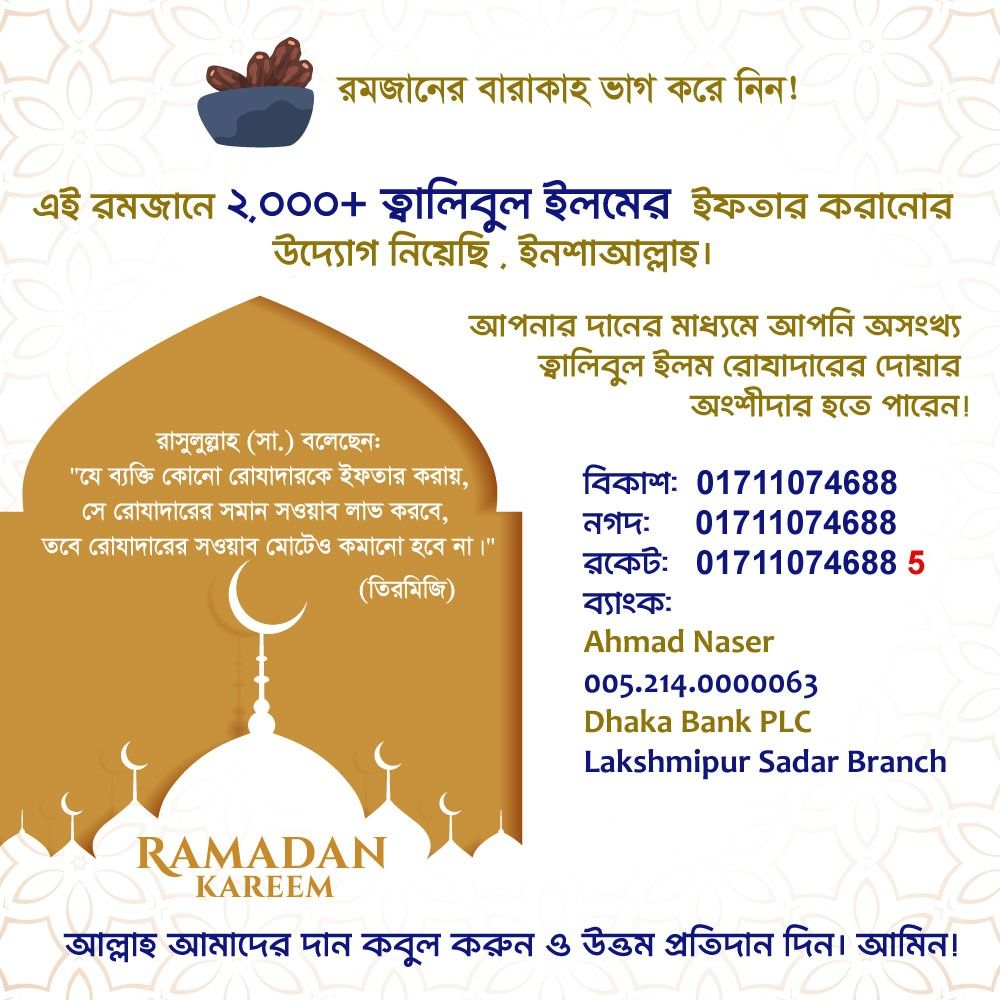 রমজানের বারাকাহ ভাগ করে নিন!
এই রমজানে ২,০০০+ ত্বালিবুল ইলমের ইফতার করানোর
উদ্যোগ নিয়েছি , ইনশাআল্লাহ।
আপনার দানের মাধ্যমে আপনি অসংখ্য
ত্বালিবুল ইলম রোযাদারের দোয়ার
অংশীদার হতে পারেন!
রাসুলুল্লাহ (সা.) বলেছেন:
"যে ব্যক্তি কোনো রোযাদারকে ইফতার করায়,
সে রোযাদারের সমান সওয়াব লাভ করবে,
তবে রোযাদারের সওয়াব মোটেও কমানো হবে না।"
(তিরমিজি)
বিকাশ: 01711074688
নগদ: 01711074688
রকেট: 01711074688 5
ব্যাংক:
Ahmad Naser
005.214.0000063
Dhaka Bank PLC
Lakshmipur Sadar Branch
RAMADAN
KAREEM
আল্লাহ আমাদের দান কবুল করুন ও উত্তম প্রতিদান দিন। আমিন!